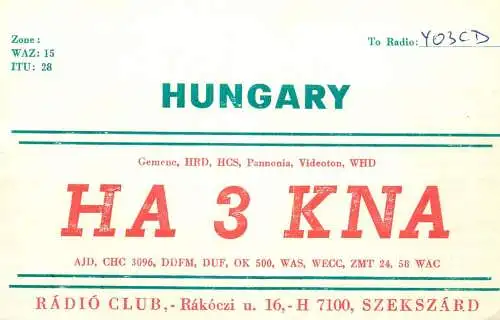 Zone:
WAZ: 15
ITU: 28
To Radio: YO3CD
HUNGARY
Gemenc, HRD, HCS, Pannonia, Videoton, WHD
HA 3 KNA
AJD, CHC 3096, DDFM, DUF, OK 500, WAS, WECC, ZMT 24, 58 WAC
RÁDIÓ CLUB,- Rákóczi u. 16,- H 7100, SZEKSZÁRD